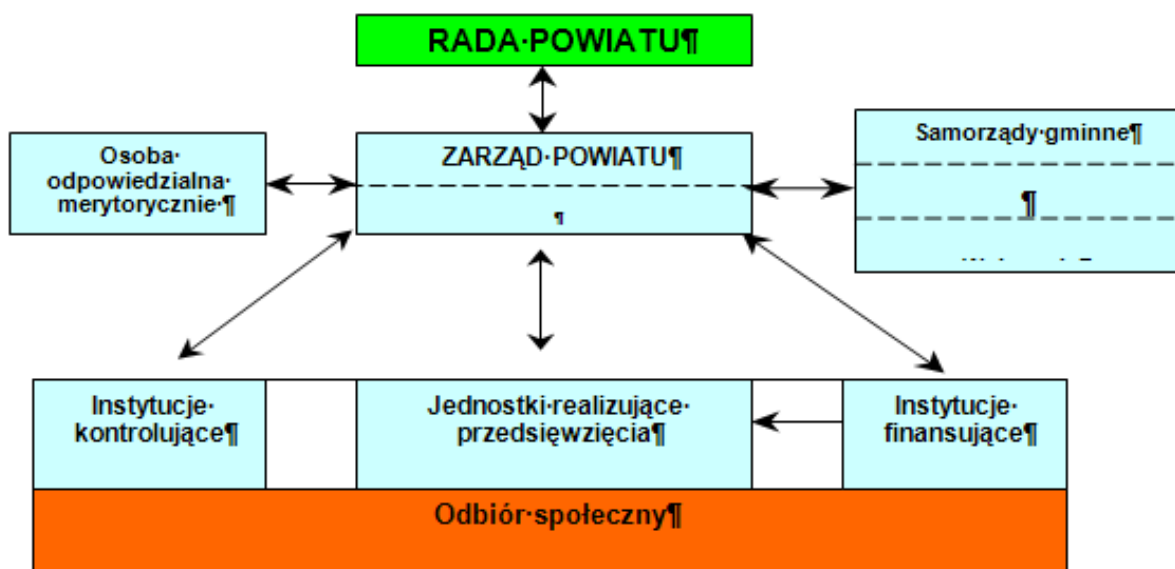 RADA·POWIATU¶
Osoba·
odpowiedzialna·
merytorycznie·¶
ZARZĄD·POWIATU¶
¶
Samorządy·gminne¶
¶
Instytucje·
kontrolujące¶
Jednostki·realizujące·
przedsięwzięcia¶
Instytucje·
finansujące¶
Odbiór·społeczny¶